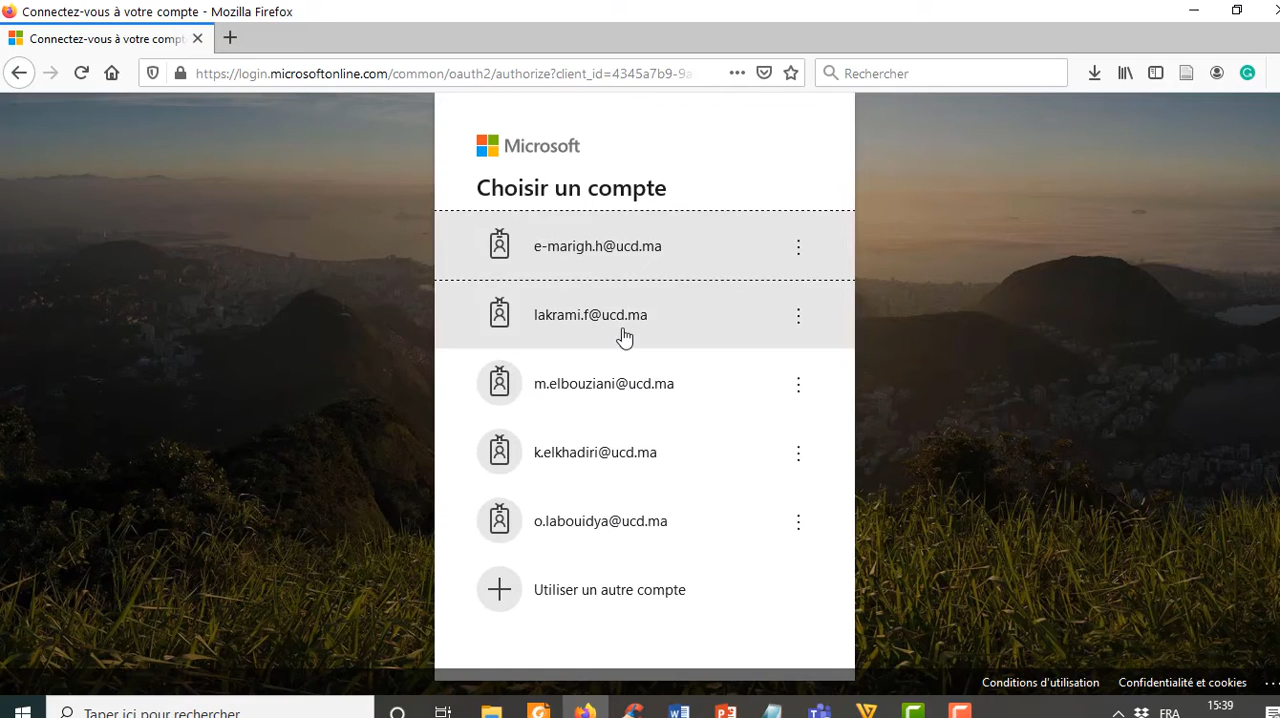 Connectez-vous à votre compte - Mozilla Firefox
Connectez-vous à votre compt
https://login.microsoftonline.com/common/oauth2/authorize?client_id=4345a7b9-9a
Rechercher
Microsoft
Choisir un compte
e-marigh.h@ucd.ma
lakrami.f@ucd.ma
m.elbouziani@ucd.ma
k.elkhadiri@ucd.ma
o.labouidya@ucd.ma
Utiliser un autre compte
Conditions d'utilisation Confidentialité et cookies
Taper ici pour rechercher
FRA
15:39